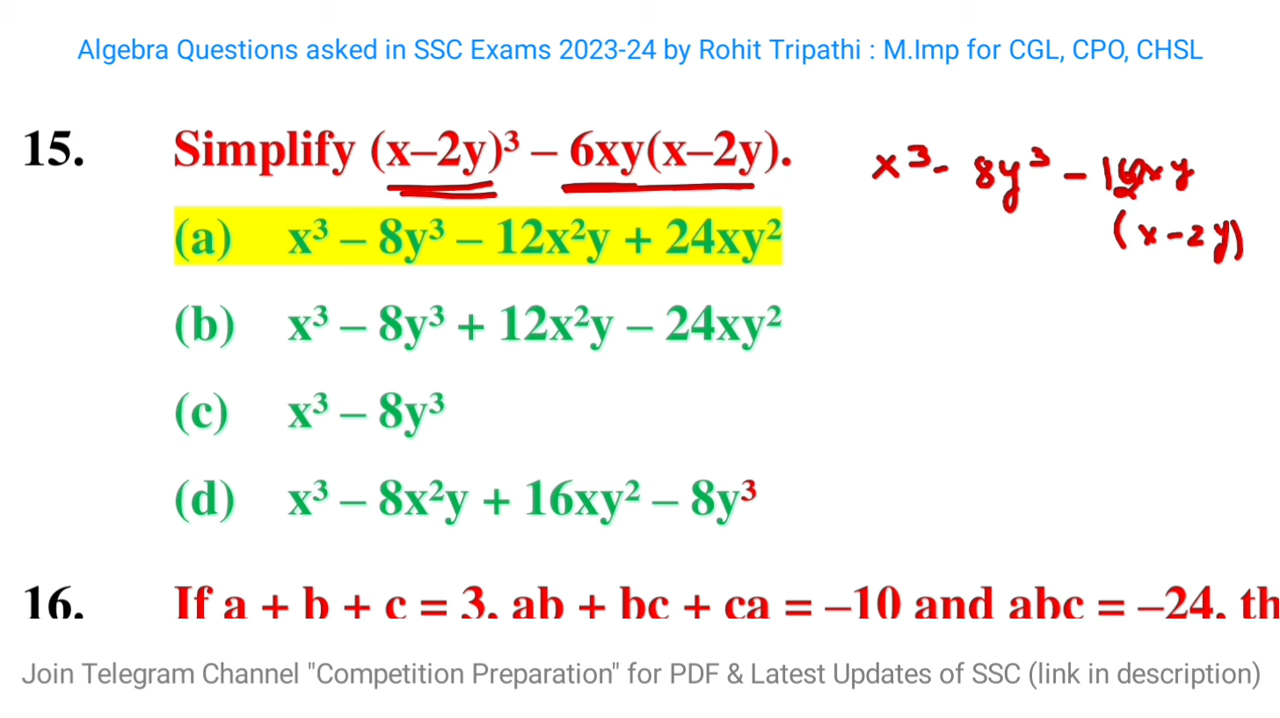 Algebra Questions asked in SSC Exams 2023-24 by Rohit Tripathi : M.Imp for CGL, CPO, CHSL
15. Simplify (x–2y)³ – 6xy(x–2y).
x³ - 8y³ –
(x-2y)
(a) x³ – 8y³ – 12x²y + 24xy²
(b) x³ – 8y³ + 12x²y – 24xy²
(c) x³ – 8y³
(d) x³ – 8x²y + 16xy² – 8y³
16. If a + b + c = 3, ab + bc + ca = –10 and abc = –24, th
Join Telegram Channel "Competition Preparation" for PDF & Latest Updates of SSC (link in description)